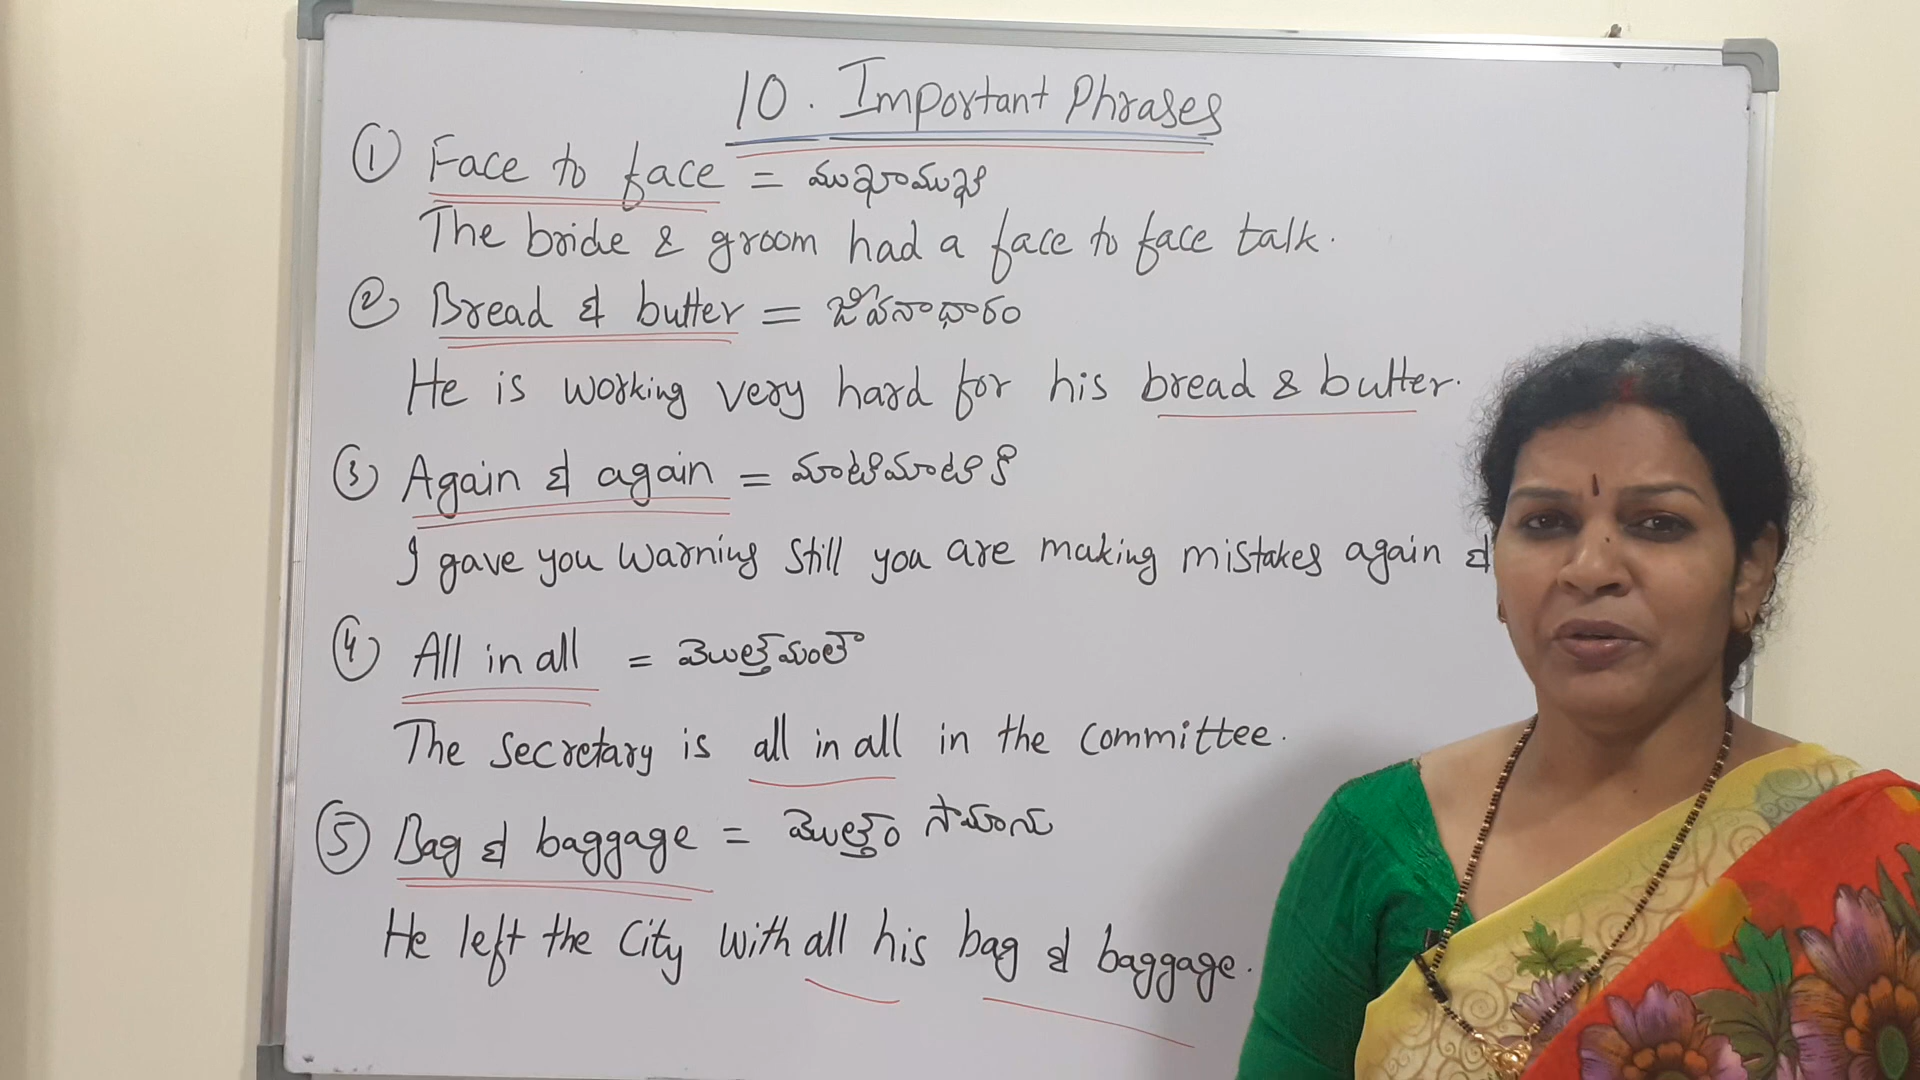 10. Important Phrases
① Face to face = ముఖాముఖి
The bride & groom had a face to face talk.
② Bread & butter = జీవనాధారం
He is working very hard for his bread & butter.
③ Again & again = మాటిమాటికీ
I gave you warning still you are making mistakes again &
④ All in all = మొత్తమంతా
The secretary is all in all in the committee.
⑤ Bag & baggage = మొత్తం సామాను
He left the city with all his bag & baggage.